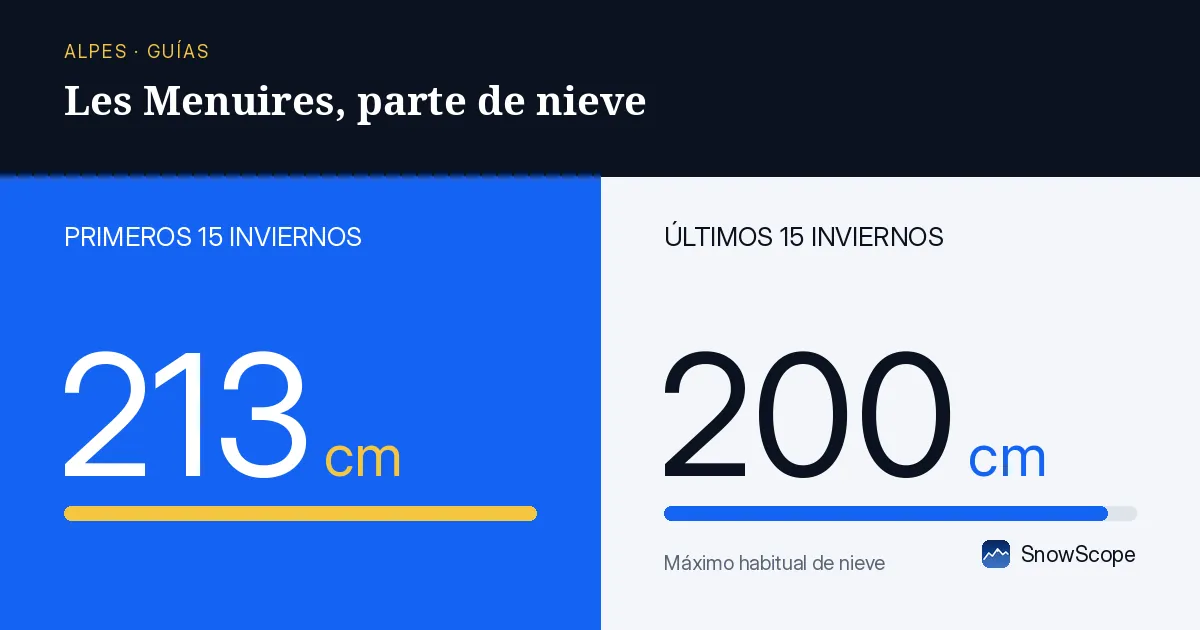 ALPES · GUÍAS
Les Menuires, parte de nieve
PRIMEROS 15 INVIERNOS
213 cm
ÚLTIMOS 15 INVIERNOS
200 cm
Máximo habitual de nieve
SnowScope